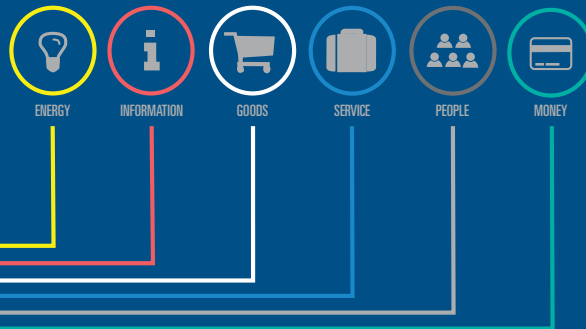 ENERGY
INFORMATION
GOODS
SERVICE
PEOPLE
MONEY